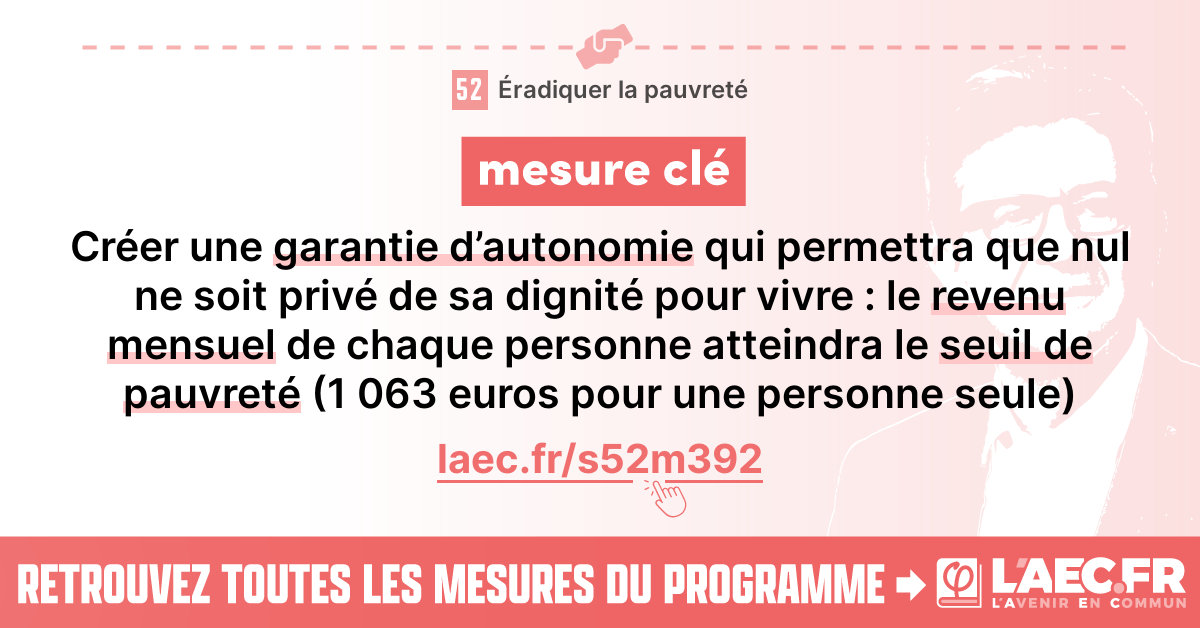 52 Éradiquer la pauvreté
mesure clé
Créer une garantie d’autonomie qui permettra que nul
ne soit privé de sa dignité pour vivre : le revenu
mensuel de chaque personne atteindra le seuil de
pauvreté (1 063 euros pour une personne seule)
laec.fr/s52m392
RETROUVEZ TOUTES LES MESURES DU PROGRAMME
φ L'AEC.FR
L'AVENIR EN COMMUN